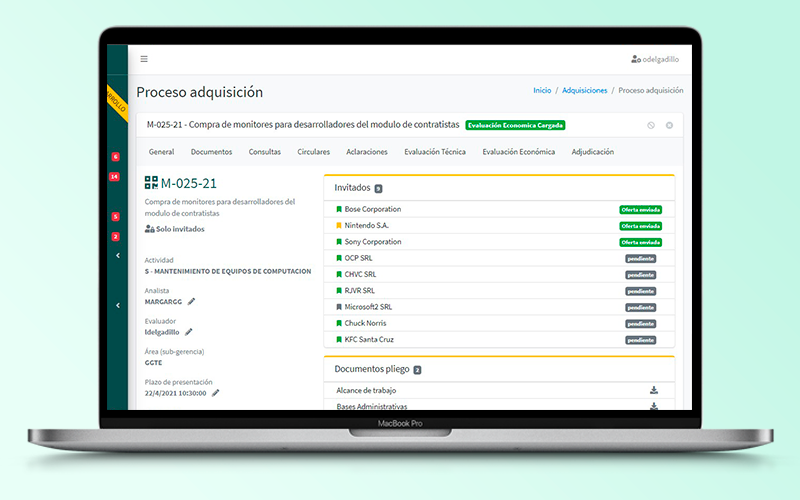 odelgadillo
Proceso adquisición
Inicio / Adquisiciones / Proceso adquisición
M-025-21 - Compra de monitores para desarrolladores del modulo de contratistas Evaluación Economica Cargada
General Documentos Consultas Circulares Aclaraciones Evaluación Técnica Evaluación Económica Adjudicación
M-025-21
Compra de monitores para desarrolladores del
modulo de contratistas
Solo invitados
Actividad
S - MANTENIMIENTO DE EQUIPOS DE COMPUTACION
Analista
MARGARGG
Evaluador
ldelgadillo
Área (sub-gerencia)
GGTE
Plazo de presentación
22/4/2021 10:30:00
Invitados 9
Bose Corporation Oferta enviada
Nintendo S.A. Oferta enviada
Sony Corporation Oferta enviada
OCP SRL pendiente
CHVC SRL pendiente
RJVR SRL pendiente
Microsoft2 SRL pendiente
Chuck Norris pendiente
KFC Santa Cruz pendiente
Documentos pliego 2
Alcance de trabajo
Bases Administrativas
6
14
5
2
MacBook Pro